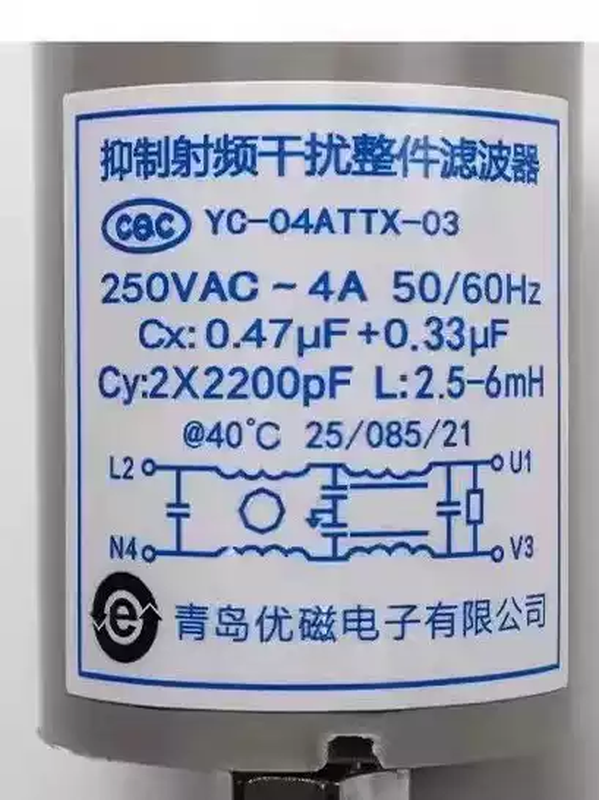 抑制射频干扰整件滤波器
cqc YC-04ATTX-03
250VAC ~ 4A 50/60Hz
Cx: 0.47μF+0.33μF
Cy:2X2200pF L:2.5-6mH
@40℃ 25/085/21
L2 U1
N4 V3
e 青岛优磁电子有限公司